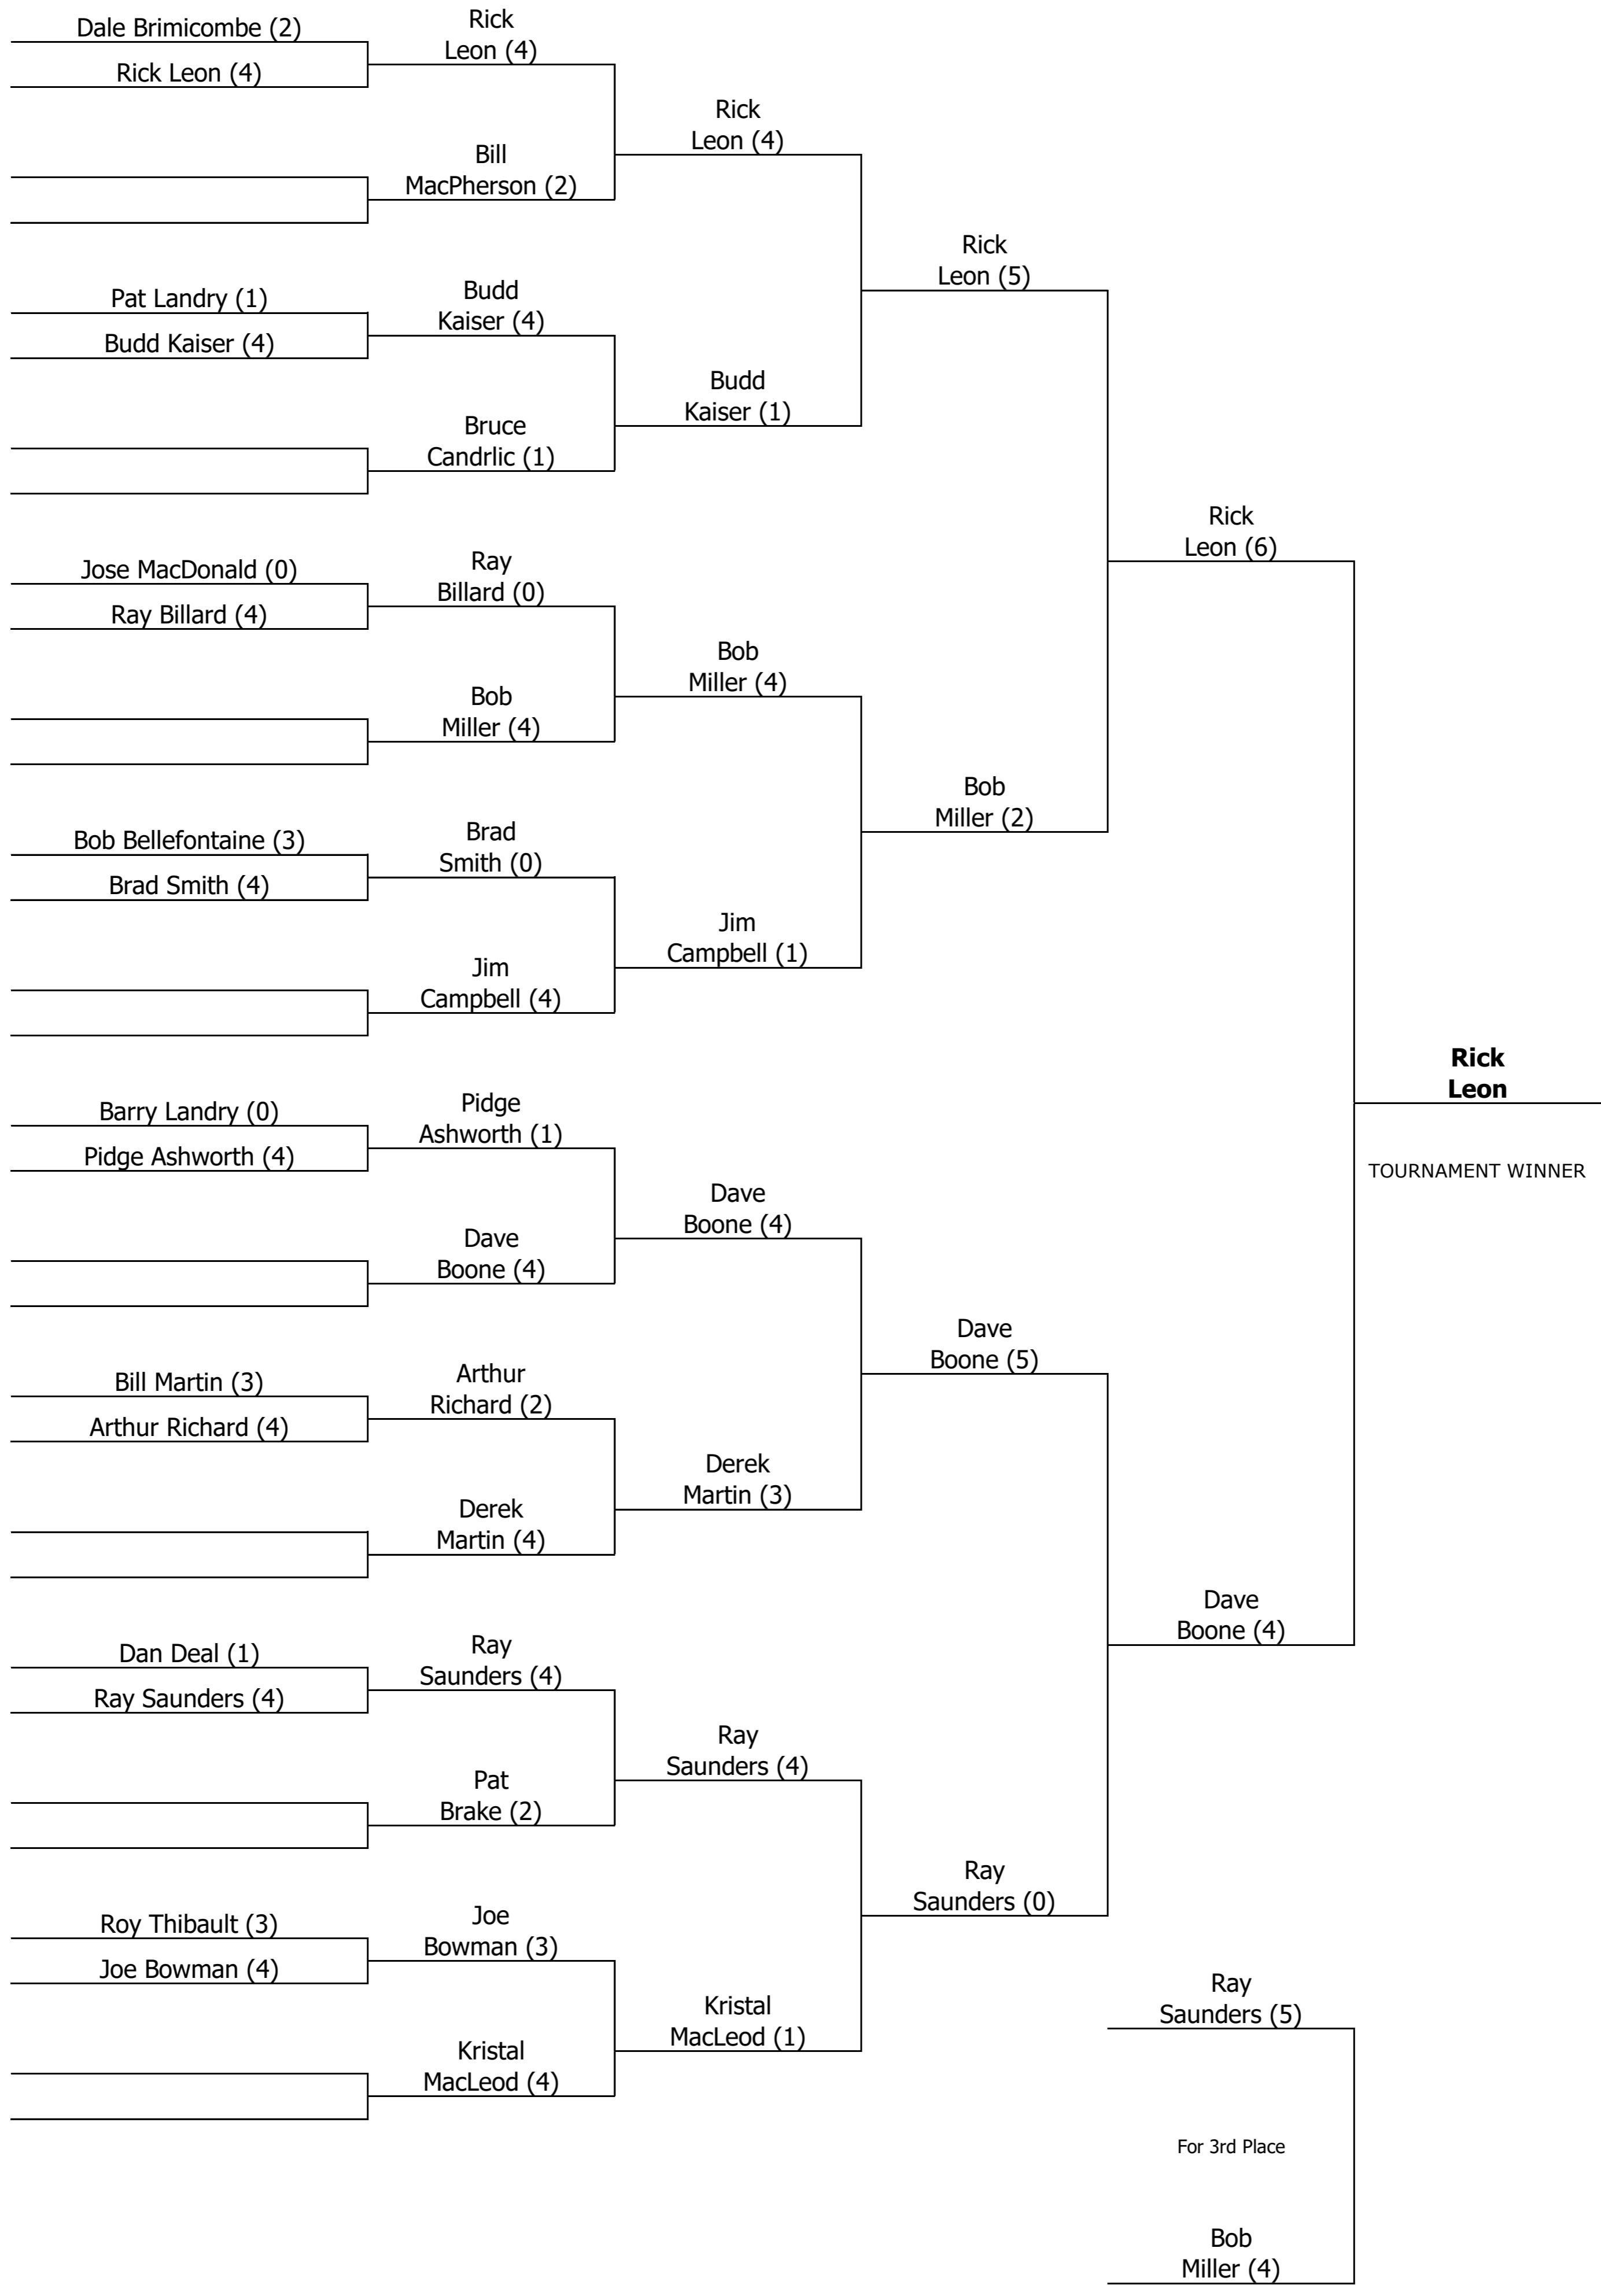 Dale Brimicombe (2)
Rick Leon (4)
Pat Landry (1)
Budd Kaiser (4)
Jose MacDonald (0)
Ray Billard (4)
Bob Bellefontaine (3)
Brad Smith (4)
Barry Landry (0)
Pidge Ashworth (4)
Bill Martin (3)
Arthur Richard (4)
Dan Deal (1)
Ray Saunders (4)
Roy Thibault (3)
Joe Bowman (4)
Rick
Leon (4)
Bill
MacPherson (2)
Budd
Kaiser (4)
Bruce
Candrlic (1)
Ray
Billard (0)
Bob
Miller (4)
Brad
Smith (0)
Jim
Campbell (4)
Pidge
Ashworth (1)
Dave
Boone (4)
Arthur
Richard (2)
Derek
Martin (4)
Ray
Saunders (4)
Pat
Brake (2)
Joe
Bowman (3)
Kristal
MacLeod (4)
Rick
Leon (4)
Budd
Kaiser (1)
Bob
Miller (4)
Jim
Campbell (1)
Dave
Boone (4)
Derek
Martin (3)
Ray
Saunders (4)
Kristal
MacLeod (1)
Rick
Leon (5)
Bob
Miller (2)
Dave
Boone (5)
Ray
Saunders (0)
Rick
Leon (6)
Dave
Boone (4)
Rick
Leon
TOURNAMENT WINNER
Ray
Saunders (5)
For 3rd Place
Bob
Miller (4)